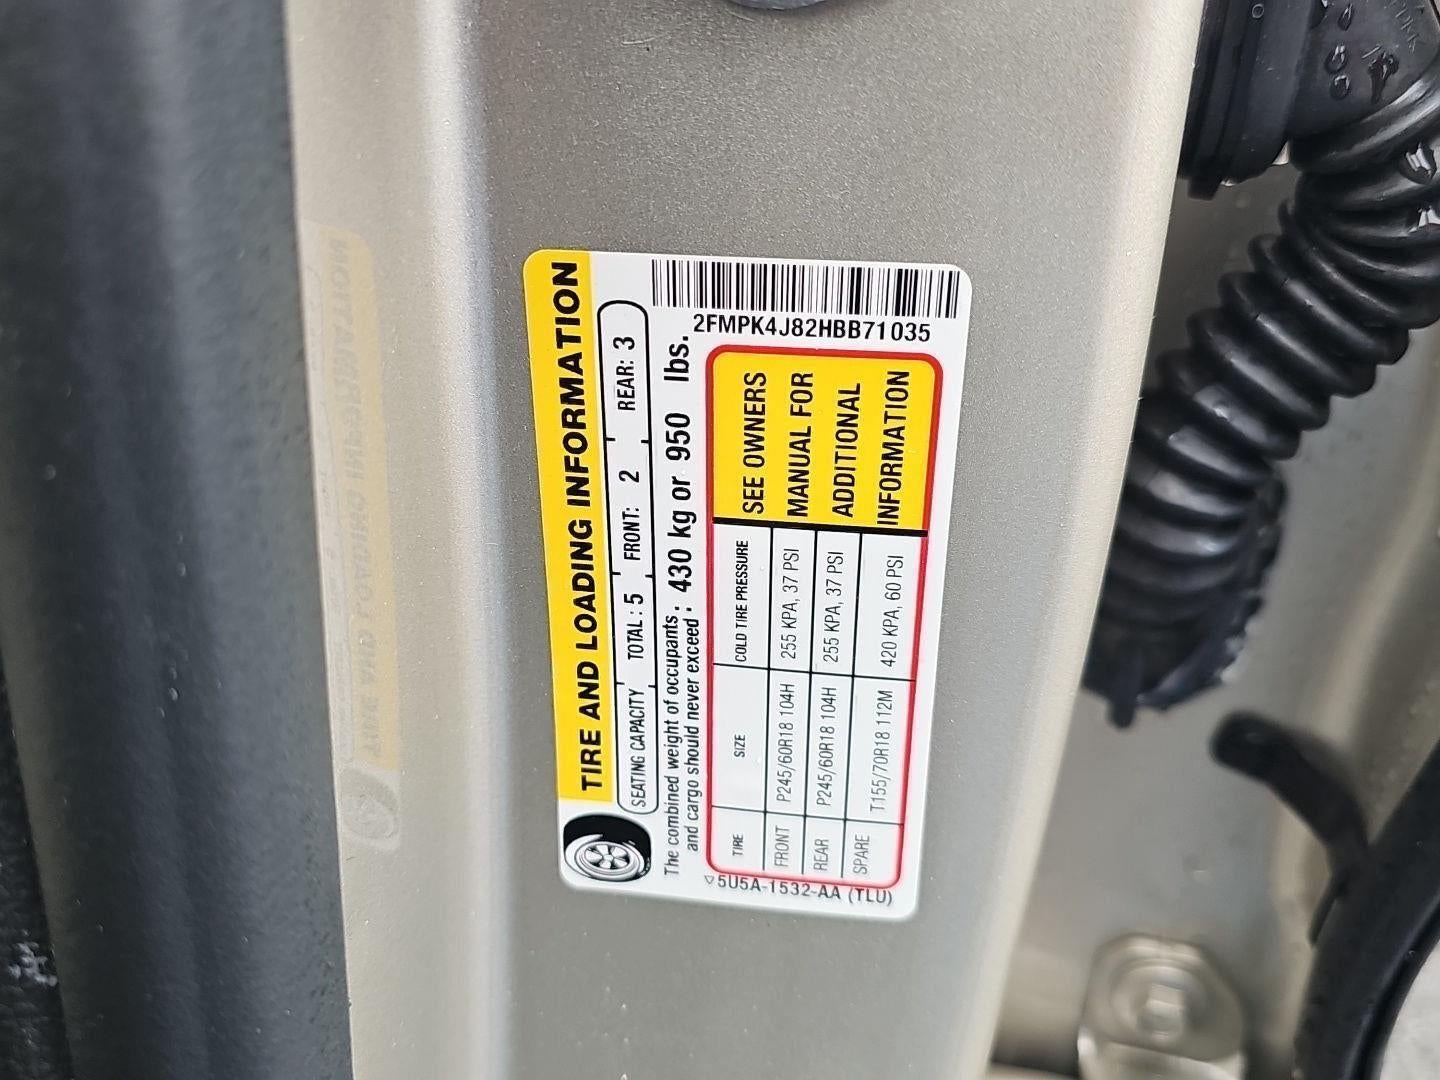 TIRE AND LOADING INFORMATION
SEATING CAPACITY TOTAL : 5 FRONT: 2 REAR: 3
The combined weight of occupants and cargo should never exceed : 430 kg or 950 lbs.
TIRE SIZE COLD TIRE PRESSURE
FRONT P245/60R18 104H 255 KPA, 37 PSI
REAR P245/60R18 104H 255 KPA, 37 PSI
SPARE T155/70R18 112M 420 KPA, 60 PSI
SEE OWNERS
MANUAL FOR
ADDITIONAL
INFORMATION
2FMPK4J82HBB71035
5U5A-1532-AA (TLU)